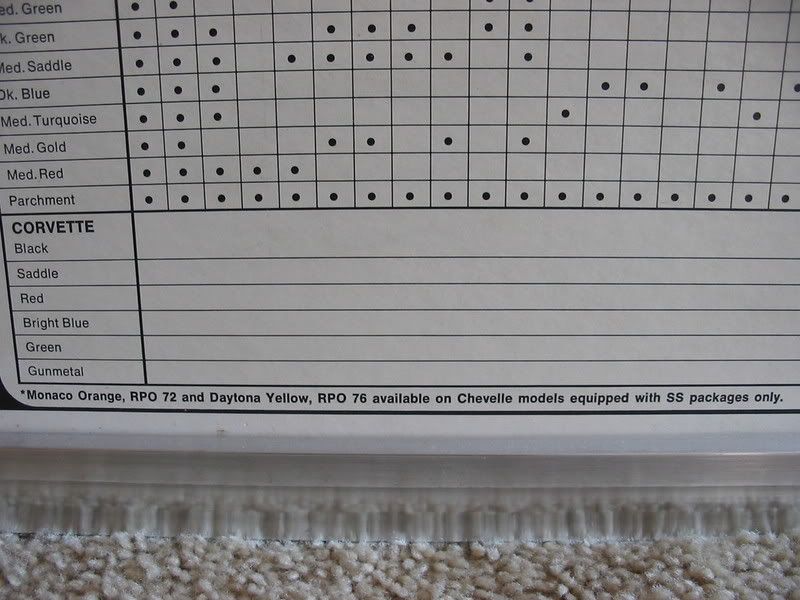 ed. Green
k. Green
Med. Saddle
Dk. Blue
Med. Turquoise
Med. Gold
Med. Red
Parchment
CORVETTE
Black
Saddle
Red
Bright Blue
Green
Gunmetal
*Monaco Orange, RPO 72 and Daytona Yellow, RPO 76 available on Chevelle models equipped with SS packages only.